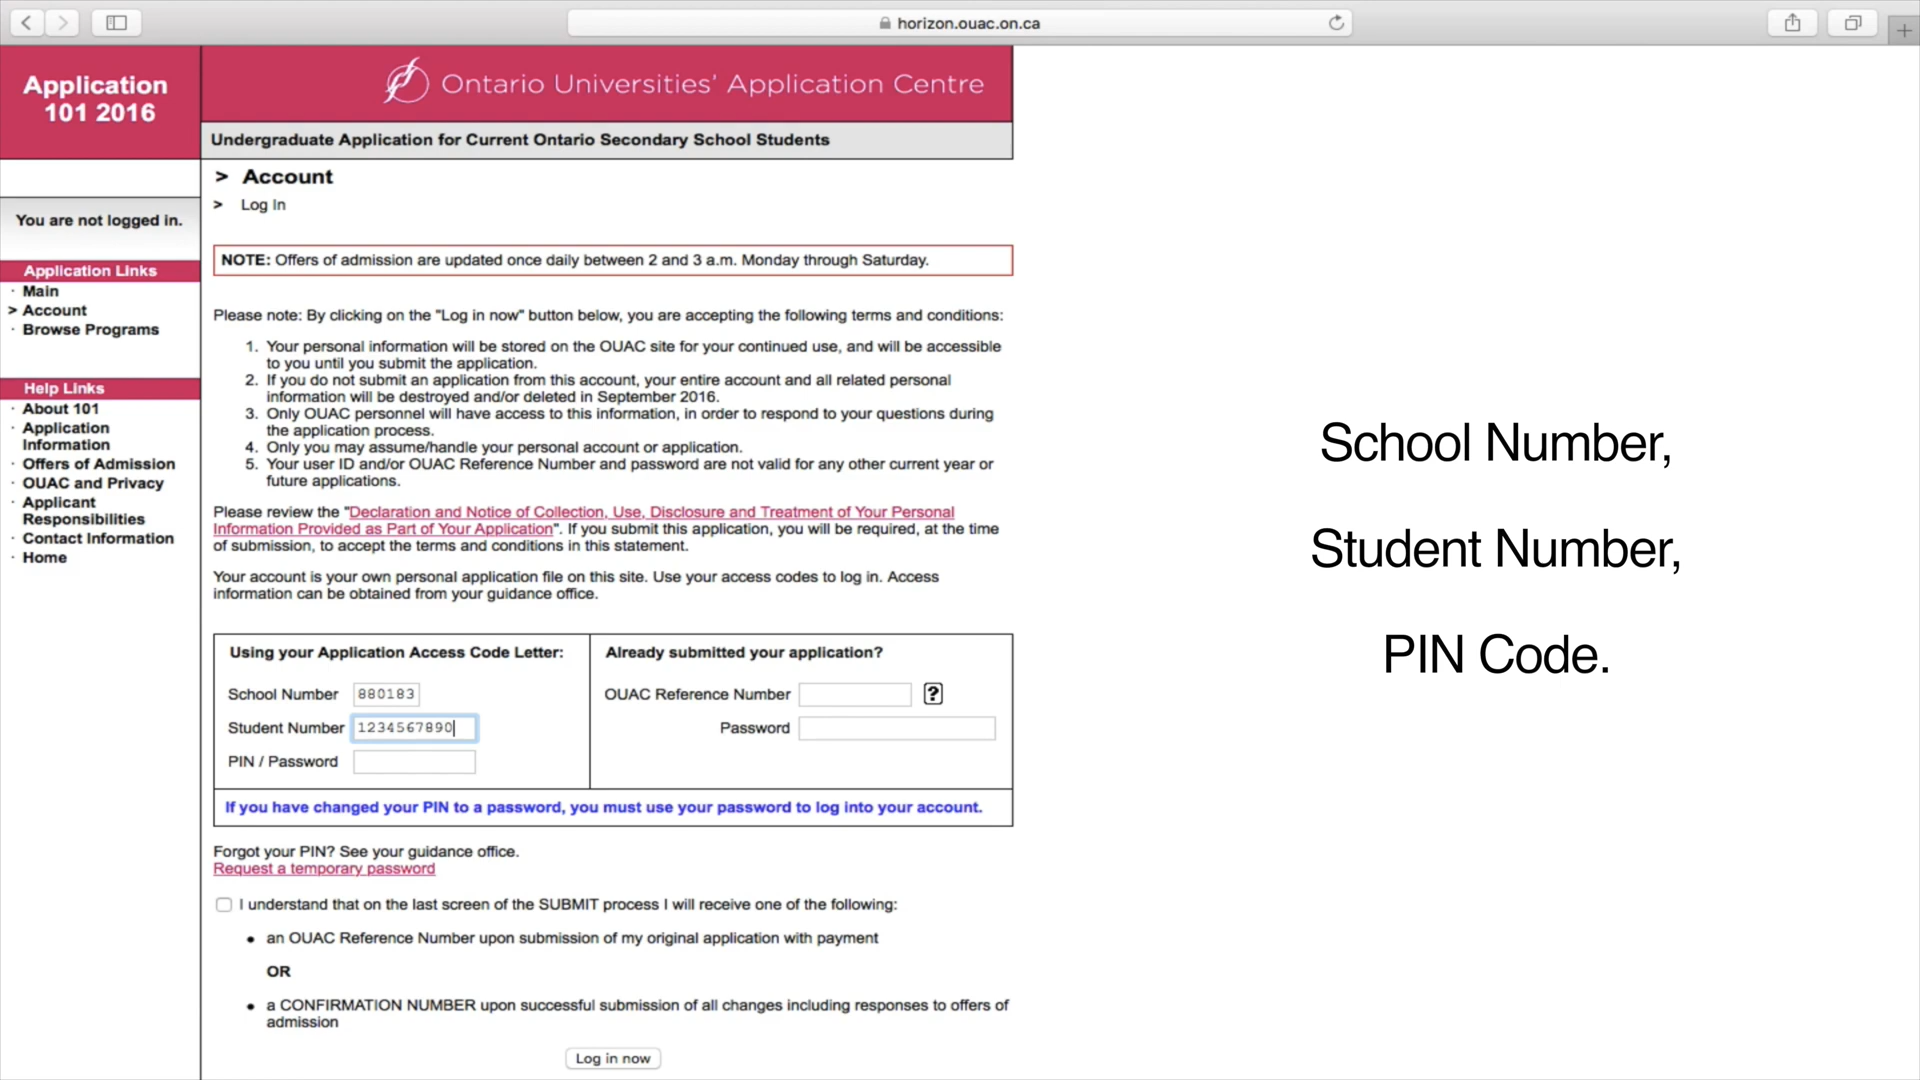 horizon.ouac.on.ca
Application
101 2016
Ontario Universities' Application Centre
Undergraduate Application for Current Ontario Secondary School Students
> Account
> Log In
You are not logged in.
Application Links
· Main
> Account
· Browse Programs
Help Links
· About 101
· Application
Information
· Offers of Admission
· OUAC and Privacy
· Applicant
Responsibilities
· Contact Information
· Home
NOTE: Offers of admission are updated once daily between 2 and 3 a.m. Monday through Saturday.
Please note: By clicking on the "Log in now" button below, you are accepting the following terms and conditions:
1. Your personal information will be stored on the OUAC site for your continued use, and will be accessible
to you until you submit the application.
2. If you do not submit an application from this account, your entire account and all related personal
information will be destroyed and/or deleted in September 2016.
3. Only OUAC personnel will have access to this information, in order to respond to your questions during
the application process.
4. Only you may assume/handle your personal account or application.
5. Your user ID and/or OUAC Reference Number and password are not valid for any other current year or
future applications.
Please review the "Declaration and Notice of Collection, Use, Disclosure and Treatment of Your Personal
Information Provided as Part of Your Application". If you submit this application, you will be required, at the time
of submission, to accept the terms and conditions in this statement.
Your account is your own personal application file on this site. Use your access codes to log in. Access
information can be obtained from your guidance office.
Using your Application Access Code Letter:
School Number 880183
Student Number 1234567890
PIN / Password
Already submitted your application?
OUAC Reference Number ?
Password
If you have changed your PIN to a password, you must use your password to log into your account.
Forgot your PIN? See your guidance office.
Request a temporary password
I understand that on the last screen of the SUBMIT process I will receive one of the following:
• an OUAC Reference Number upon submission of my original application with payment
OR
• a CONFIRMATION NUMBER upon successful submission of all changes including responses to offers of
admission
Log in now
School Number,
Student Number,
PIN Code.